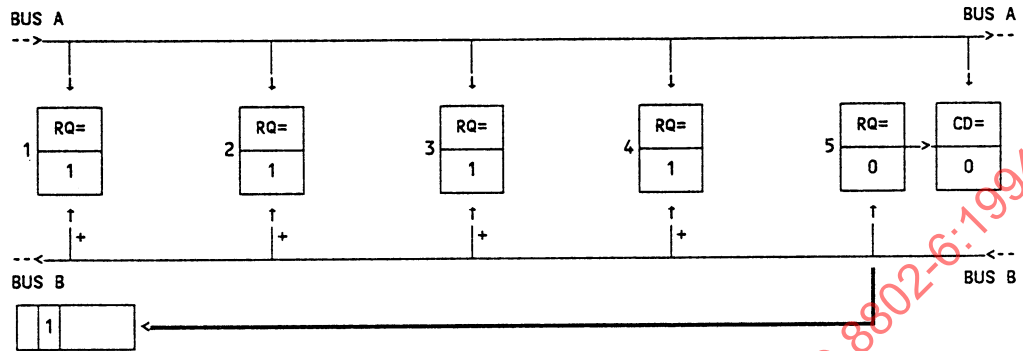 BUS A BUS A
-->  >--
RQ= RQ= RQ= RQ= RQ= CD=
1 2 3 4 5
1 1 1 1 0 0
+ + + +
--< <--
BUS B BUS B
1
8802-6:1994